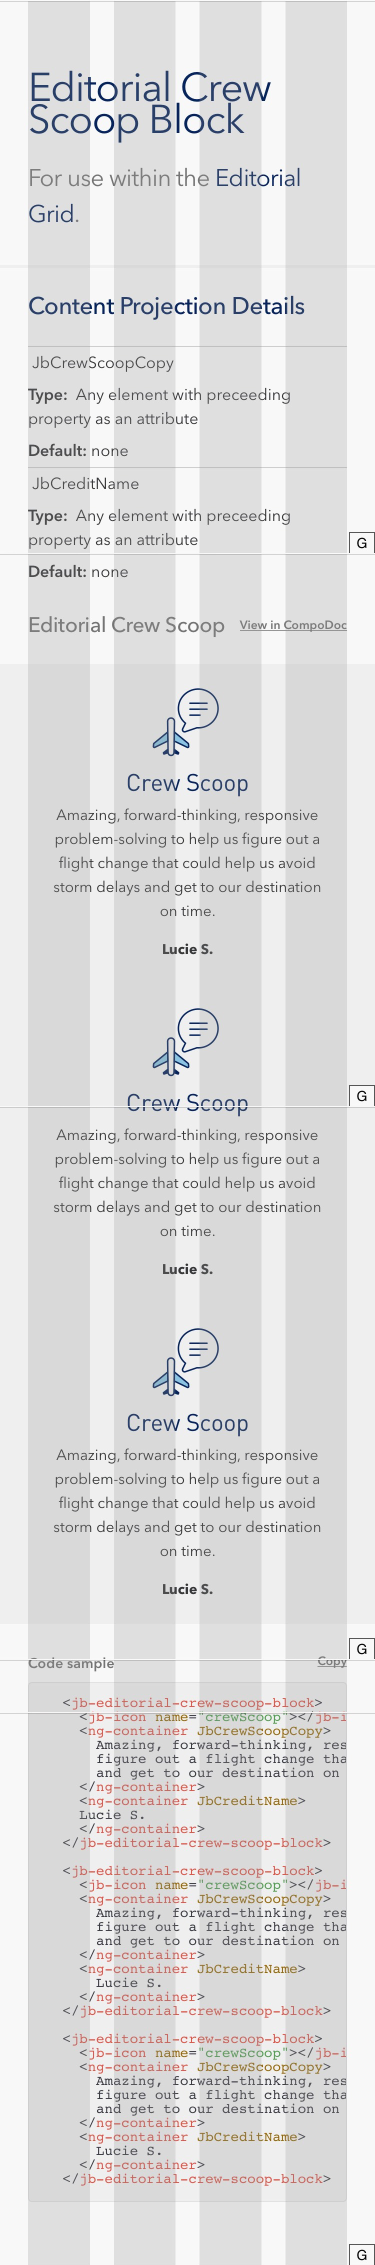 Editorial Crew
Scoop Block
For use within the Editorial
Grid.
Content Projection Details
JbCrewScoopCopy
Type: Any element with preceeding
property as an attribute
Default: none
JbCreditName
Type: Any element with preceeding
property as an attribute
G
Default: none
Editorial Crew Scoop View in CompoDoc
Crew Scoop
Amazing, forward-thinking, responsive
problem-solving to help us figure out a
flight change that could help us avoid
storm delays and get to our destination
on time.
Lucie S.
Crew Scoop
G
Amazing, forward-thinking, responsive
problem-solving to help us figure out a
flight change that could help us avoid
storm delays and get to our destination
on time.
Lucie S.
Crew Scoop
Amazing, forward-thinking, responsive
problem-solving to help us figure out a
flight change that could help us avoid
storm delays and get to our destination
on time.
Lucie S.
G
Code sample Copy
<jb-editorial-crew-scoop-block>
<jb-icon name="crewScoop"></jb-i
<ng-container JbCrewScoopCopy>
Amazing, forward-thinking, res
figure out a flight change tha
and get to our destination on
</ng-container>
<ng-container JbCreditName>
Lucie S.
</ng-container>
</jb-editorial-crew-scoop-block>
<jb-editorial-crew-scoop-block>
<jb-icon name="crewScoop"></jb-i
<ng-container JbCrewScoopCopy>
Amazing, forward-thinking, res
figure out a flight change tha
and get to our destination on
</ng-container>
<ng-container JbCreditName>
Lucie S.
</ng-container>
</jb-editorial-crew-scoop-block>
<jb-editorial-crew-scoop-block>
<jb-icon name="crewScoop"></jb-i
<ng-container JbCrewScoopCopy>
Amazing, forward-thinking, res
figure out a flight change tha
and get to our destination on
</ng-container>
<ng-container JbCreditName>
Lucie S.
</ng-container>
</jb-editorial-crew-scoop-block>
G